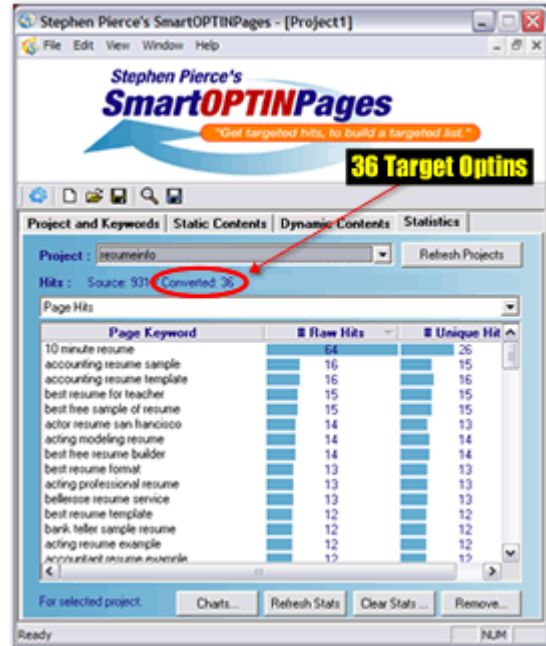 Stephen Pierce's SmartOPTINPages - [Project1]
File Edit View Window Help
Stephen Pierce's
SmartOPTINPages
"Get targeted hits, to build a targeted list."
36 Target Optins
Project and Keywords Static Contents Dynamic Contents Statistics
Project : resumeinfo Refresh Projects
Hits : Source: 931 Converted: 36
Page Hits
Page Keyword # Raw Hits # Unique Hit
10 minute resume 64 26
accounting resume sample 16 15
accounting resume template 16 16
best resume for teacher 15 15
best free sample of resume 15 15
actor resume san francisco 14 13
acting modeling resume 14 14
best free resume builder 14 14
best resume format 13 13
acting professional resume 13 13
bellerose resume service 13 13
best resume template 12 12
bank teller sample resume 12 12
acting resume example 12 12
accountant resume example 12 12
For selected project: Charts... Refresh Stats Clear Stats ... Remove...
Ready NUM